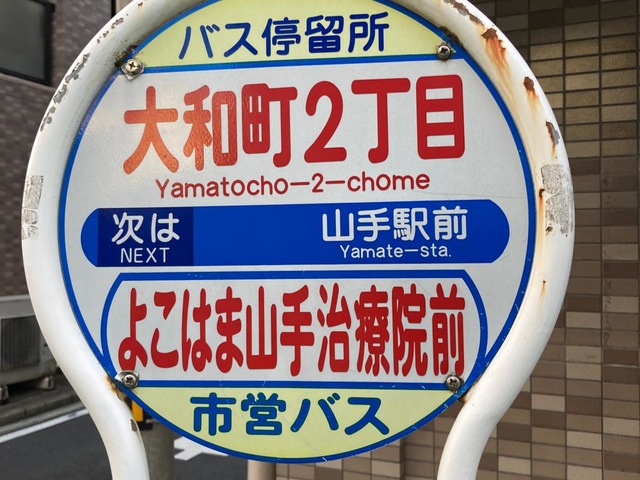 バス停留所
大和町2丁目
Yamatocho-2-chome
次は 山手駅前
NEXT Yamate-sta.
よこはま山手治療院前
市営バス